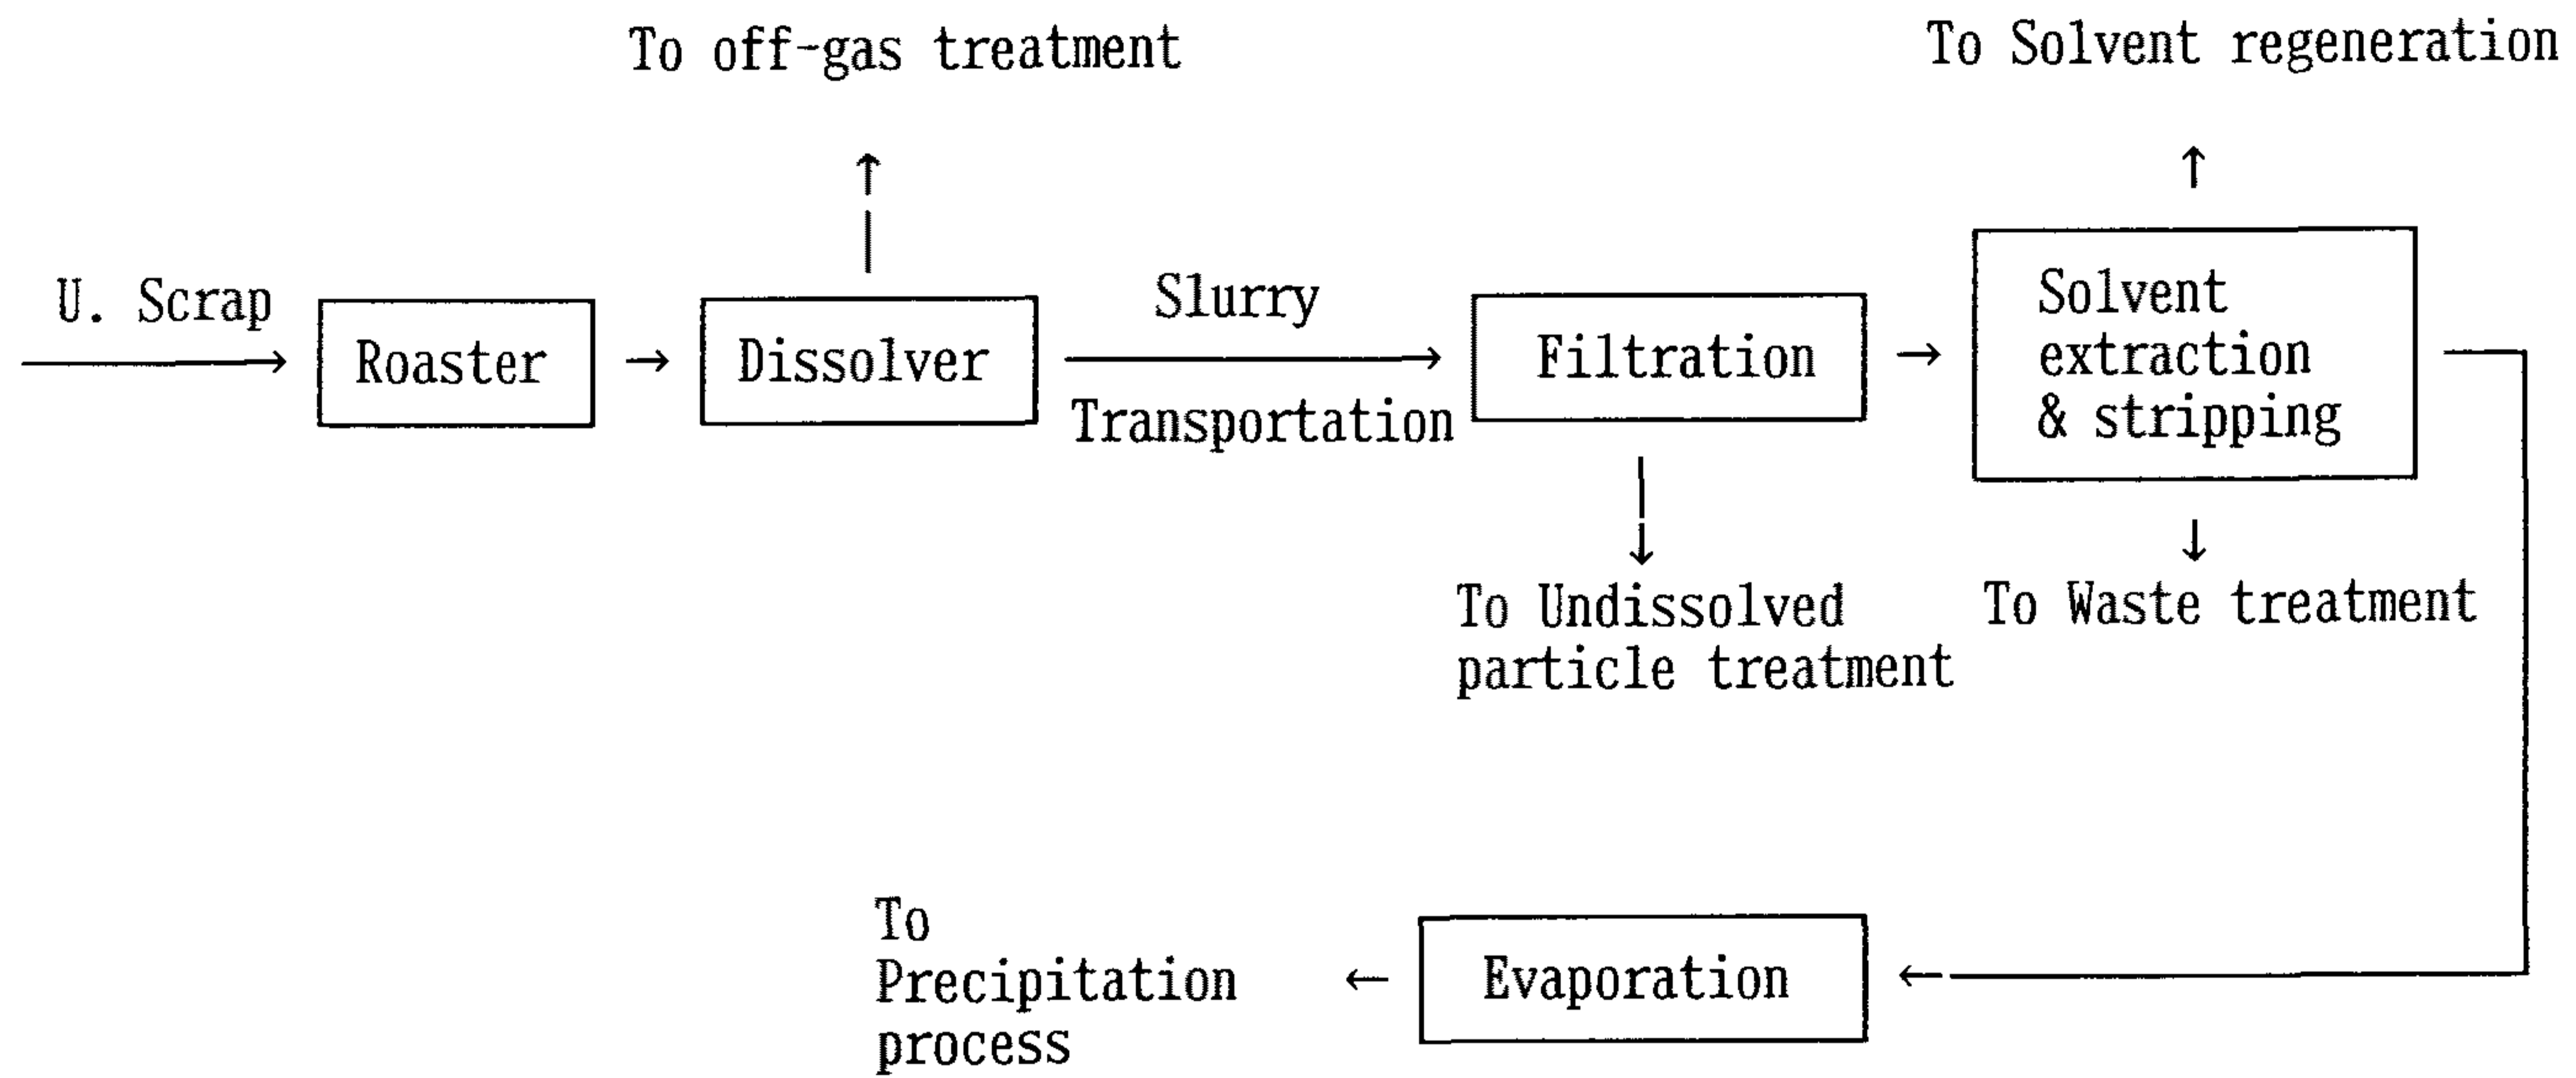 To off-gas treatment
To Solvent regeneration
U. Scrap
Roaster
Dissolver
Slurry
Transportation
Filtration
Solvent
extraction
& stripping
To Undissolved
particle treatment
To Waste treatment
To
Precipitation
process
Evaporation